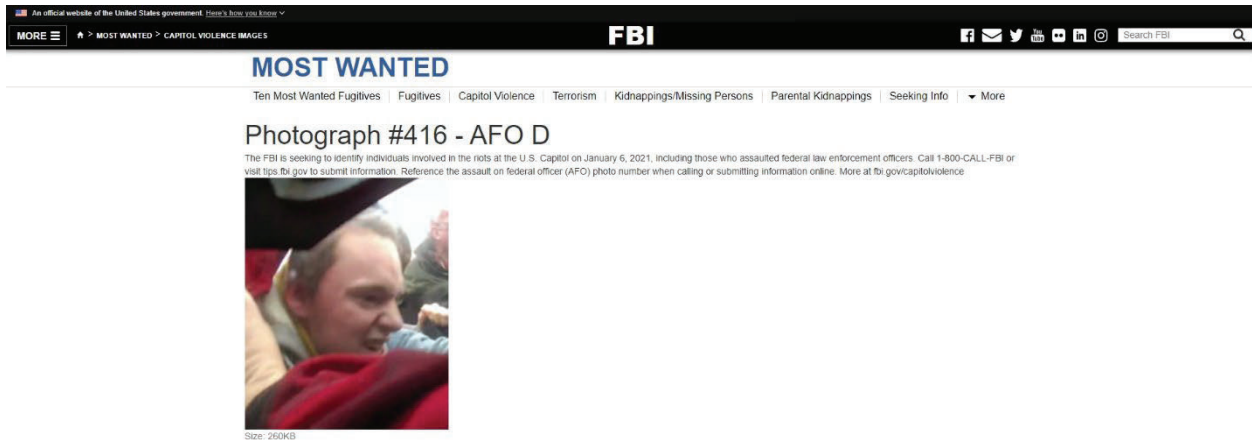 An official website of the United States government. Here's how you know
MORE
MOST WANTED > CAPITOL VIOLENCE IMAGES
FBI
You Tube
in
Search FBI
MOST WANTED
Ten Most Wanted Fugitives | Fugitives | Capitol Violence | Terrorism | Kidnappings/Missing Persons | Parental Kidnappings | Seeking Info | More
Photograph #416 - AFO D
The FBI is seeking to identify individuals involved in the riots at the U.S. Capitol on January 6, 2021, including those who assaulted federal law enforcement officers. Call 1-800-CALL-FBI or
visit tips.fbi.gov to submit information. Reference the assault on federal officer (AFO) photo number when calling or submitting information online. More at fbi.gov/capitolviolence
Size: 260KB